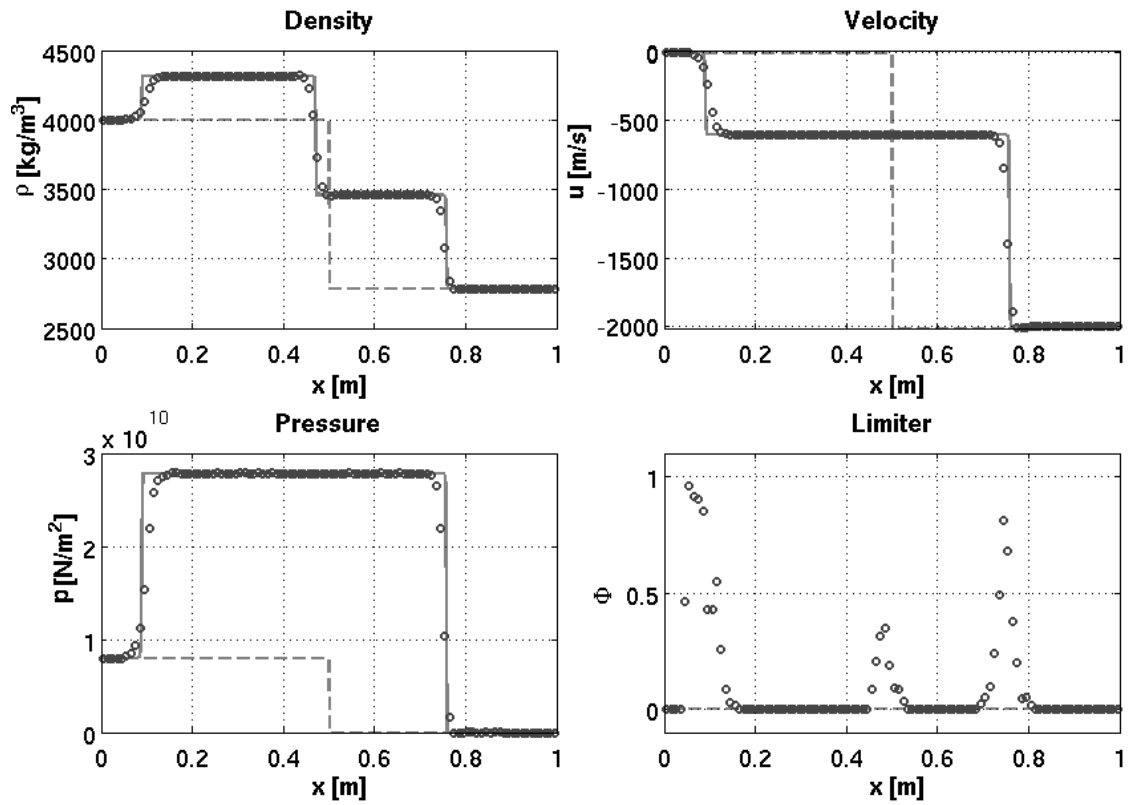 Density
4500
4000
3500
3000
2500
ρ [kg/m³]
0 0.2 0.4 0.6 0.8 1
x [m]
Velocity
0
-500
-1000
-1500
-2000
u [m/s]
0 0.2 0.4 0.6 0.8 1
x [m]
Pressure
x 10¹⁰
3
2
1
0
p [N/m²]
0 0.2 0.4 0.6 0.8 1
x [m]
Limiter
1
0.5
0
Φ
0 0.2 0.4 0.6 0.8 1
x [m]